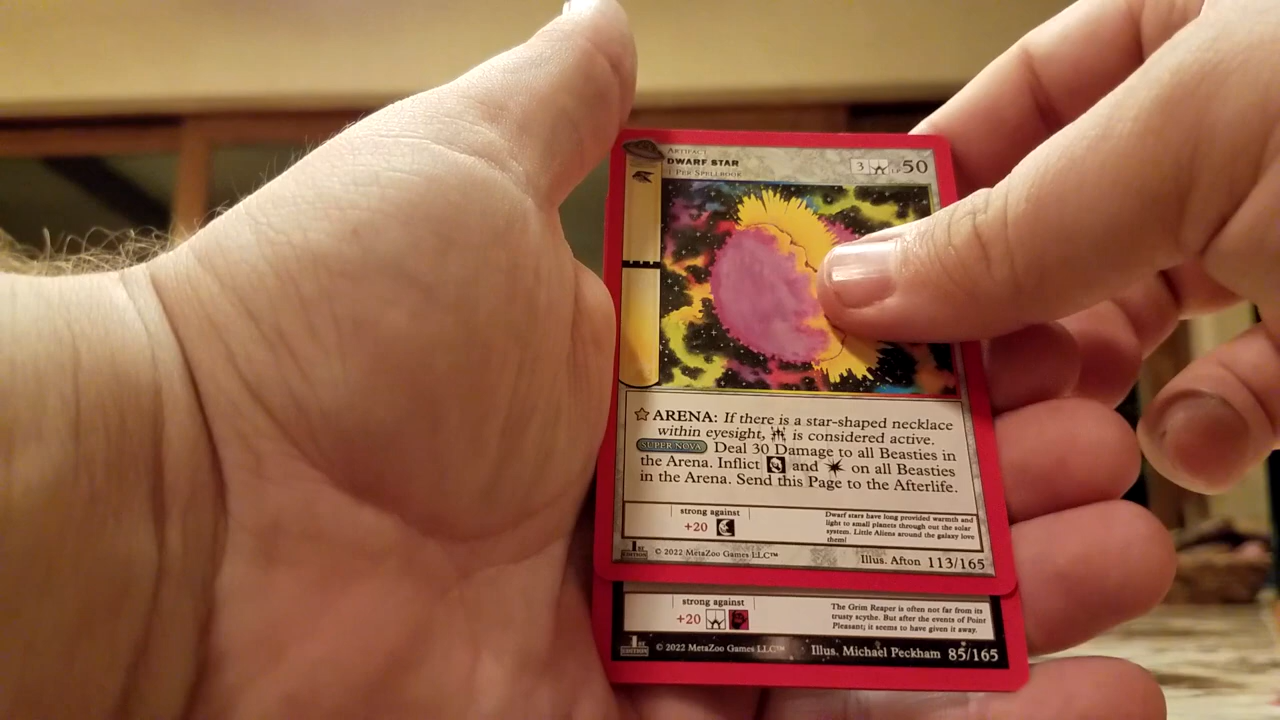 ARTIFACT
DWARF STAR
1 PER SPELLBOOK
3 LP 50
ARENA: If there is a star-shaped necklace
within eyesight, is considered active.
SUPER NOVA Deal 30 Damage to all Beasties in
the Arena. Inflict and on all Beasties
in the Arena. Send this Page to the Afterlife.
strong against
+20
Dwarf stars have long provided warmth and
light to small planets through out the solar
system. Little Aliens around the galaxy love
them!
1ST
EDITION
© 2022 MetaZoo Games LLC™
Illus. Afton 113/165
strong against
+20
The Grim Reaper is often not far from its
trusty scythe. But after the events of Point
Pleasant; it seems to have given it away.
1ST
EDITION
© 2022 MetaZoo Games LLC™
Illus. Michael Peckham 85/165